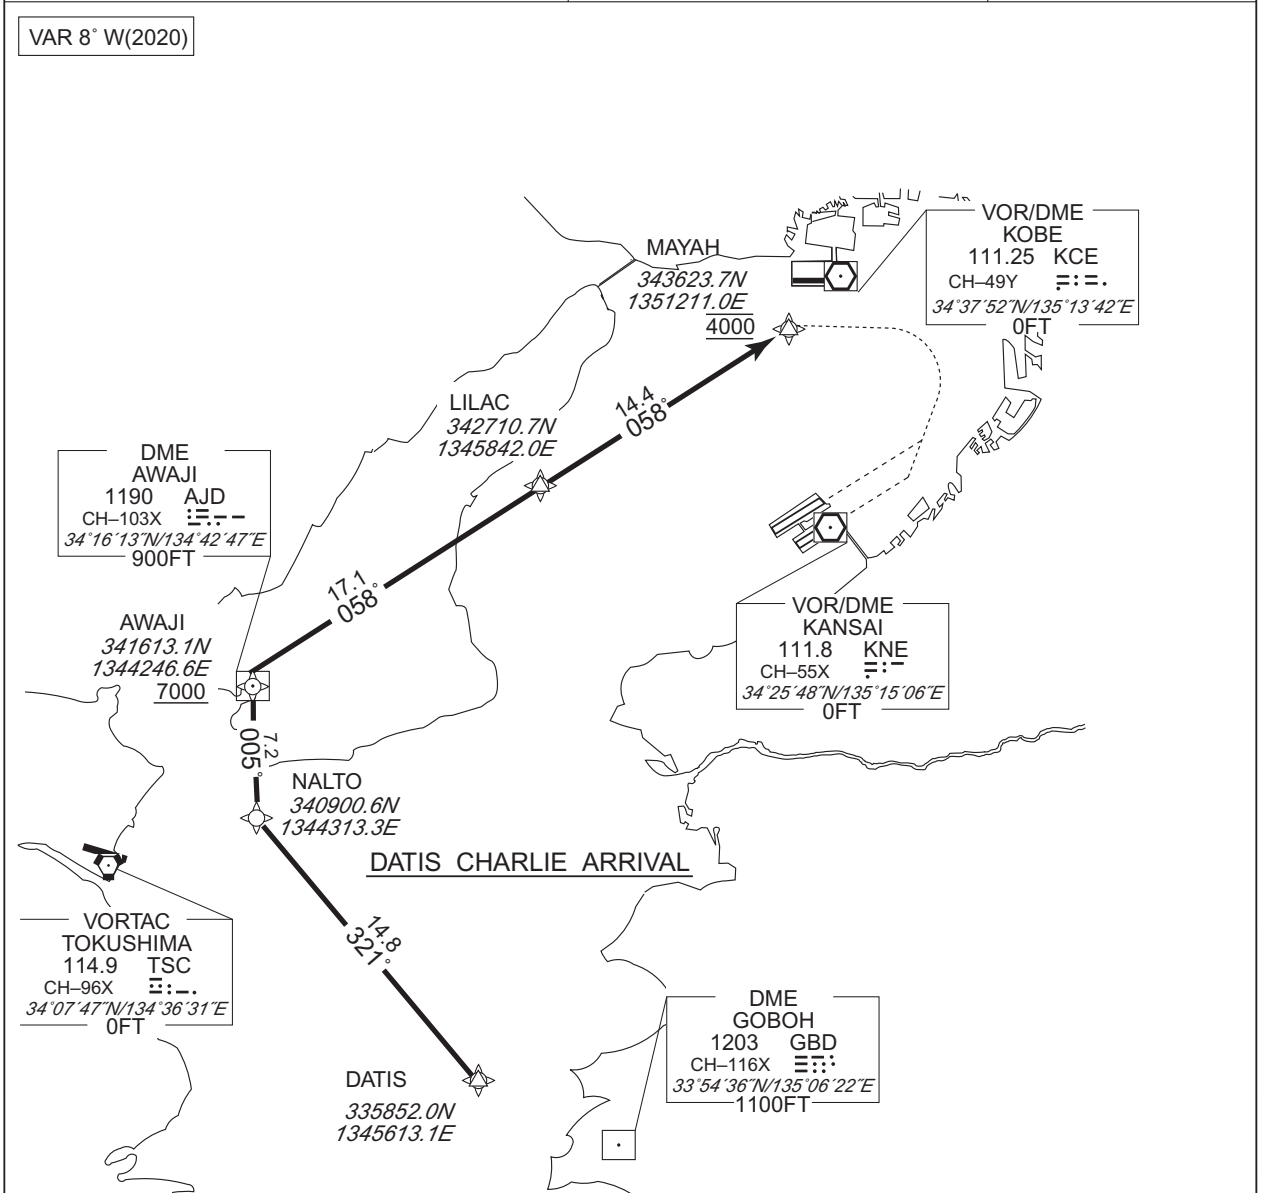 VAR 8° W(2020)
VOR/DME
KOBE
111.25 KCE
CH–49Y
34°37´52˝N/135°13´42˝E
0FT
MAYAH
343623.7N
1351211.0E
4000
14.4
058°
LILAC
342710.7N
1345842.0E
DME
AWAJI
1190 AJD
CH–103X
34°16´13˝N/134°42´47˝E
900FT
17.1
058°
AWAJI
341613.1N
1344246.6E
7000
VOR/DME
KANSAI
111.8 KNE
CH–55X
34°25´48˝N/135°15´06˝E
0FT
7.2
005°
NALTO
340900.6N
1344313.3E
DATIS CHARLIE ARRIVAL
VORTAC
TOKUSHIMA
114.9 TSC
CH–96X
34°07´47˝N/134°36´31˝E
0FT
14.8
321°
DME
GOBOH
1203 GBD
CH–116X
33°54´36˝N/135°06´22˝E
1100FT
DATIS
335852.0N
1345613.1E